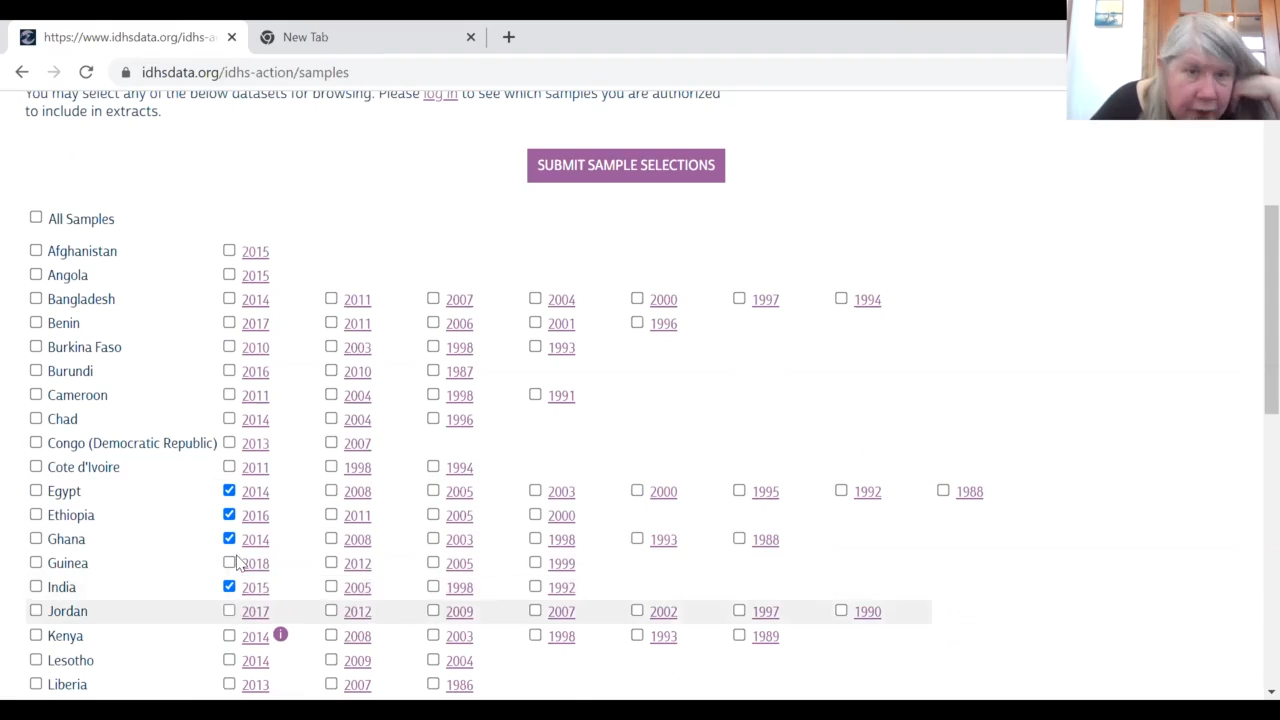 https://www.idhsdata.org/idhs-a
New Tab
idhsdata.org/idhs-action/samples
You may select any of the below datasets for browsing. Please log in to see which samples you are authorized
to include in extracts.
SUBMIT SAMPLE SELECTIONS
All Samples
Afghanistan 2015
Angola 2015
Bangladesh 2014 2011 2007 2004 2000 1997 1994
Benin 2017 2011 2006 2001 1996
Burkina Faso 2010 2003 1998 1993
Burundi 2016 2010 1987
Cameroon 2011 2004 1998 1991
Chad 2014 2004 1996
Congo (Democratic Republic) 2013 2007
Cote d'Ivoire 2011 1998 1994
Egypt 2014 2008 2005 2003 2000 1995 1992 1988
Ethiopia 2016 2011 2005 2000
Ghana 2014 2008 2003 1998 1993 1988
Guinea 2018 2012 2005 1999
India 2015 2005 1998 1992
Jordan 2017 2012 2009 2007 2002 1997 1990
Kenya 2014 i 2008 2003 1998 1993 1989
Lesotho 2014 2009 2004
Liberia 2013 2007 1986